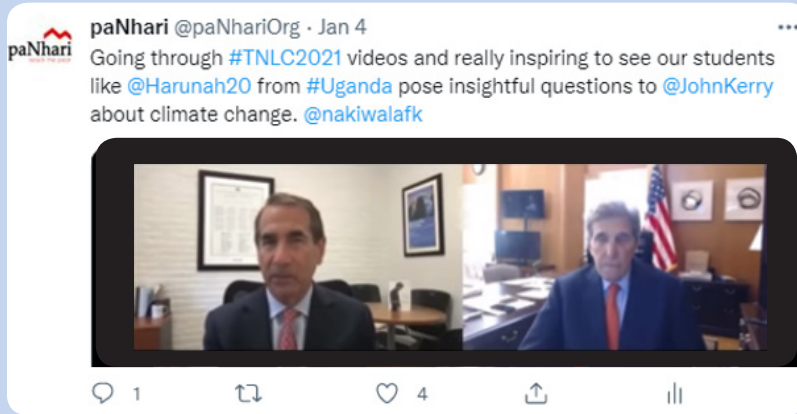 paNhari @paNhariOrg · Jan 4
paNhari
Going through #TNLC2021 videos and really inspiring to see our students
like @Harunah20 from #Uganda pose insightful questions to @JohnKerry
about climate change. @nakiwalafk
1
4